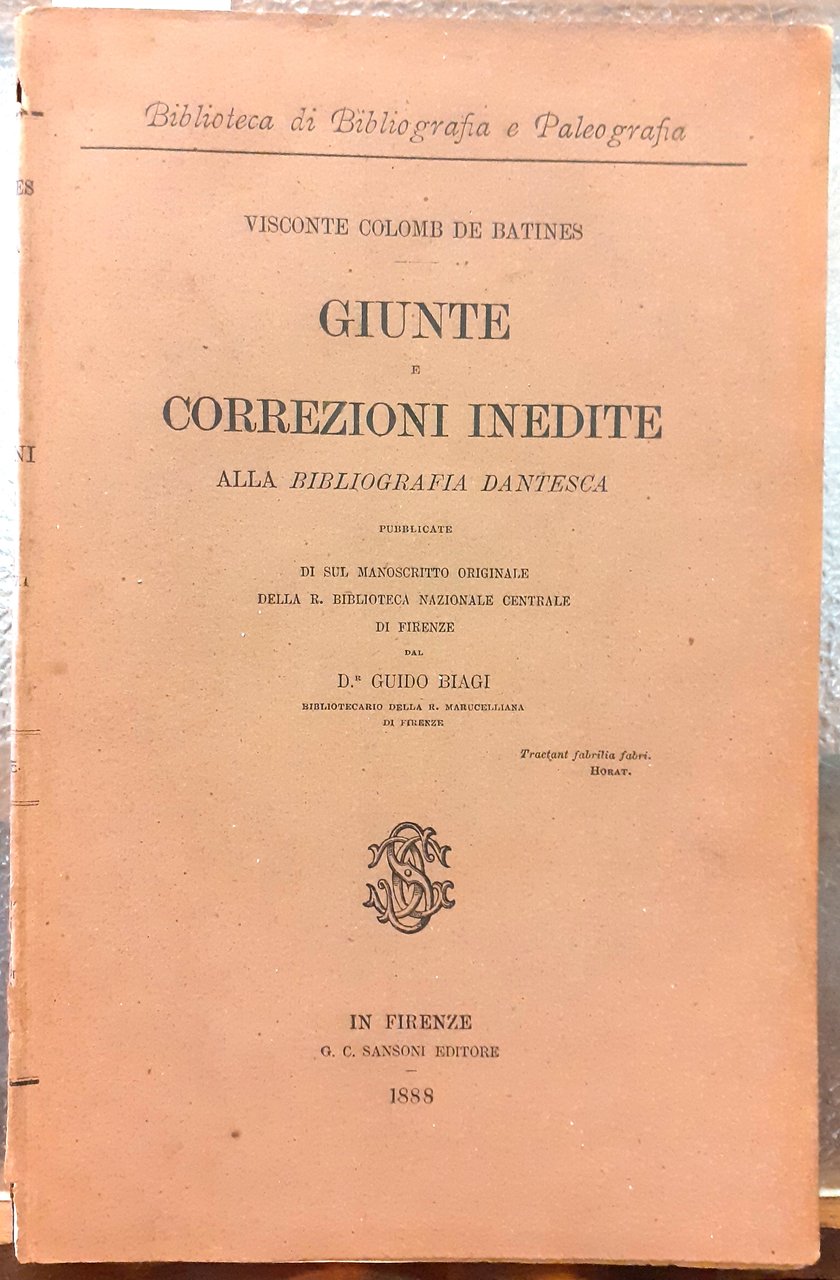 Biblioteca di Bibliografia e Paleografia
VISCONTE COLOMB DE BATINES
GIUNTE
E
CORREZIONI INEDITE
ALLA BIBLIOGRAFIA DANTESCA
PUBBLICATE
DI SUL MANOSCRITTO ORIGINALE
DELLA R. BIBLIOTECA NAZIONALE CENTRALE
DI FIRENZE
DAL
D.R GUIDO BIAGI
BIBLIOTECARIO DELLA R. MARUCELLIANA
DI FIRENZE
Tractant fabrilia fabri.
HORAT.
IN FIRENZE
G. C. SANSONI EDITORE
1888
ES
NI